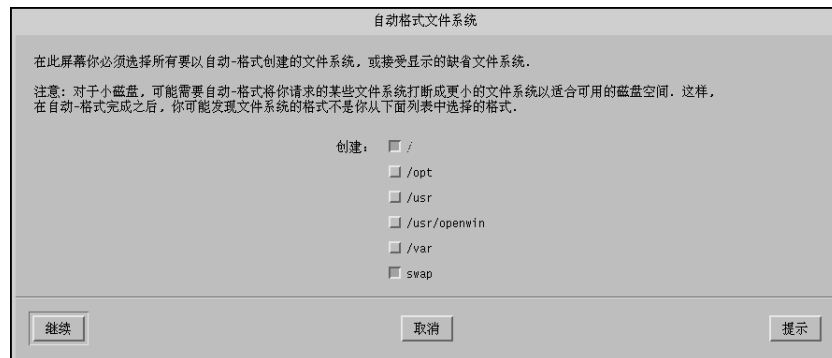 自动格式文件系统
在此屏幕你必须选择所有要以自动-格式创建的文件系统, 或接受显示的缺省文件系统.
注意: 对于小磁盘, 可能需要自动-格式将你请求的某些文件系统打断成更小的文件系统以适合可用的磁盘空间. 这样,
在自动-格式完成之后, 你可能发现文件系统的格式不是你从下面列表中选择的格式.
创建: /
/opt
/usr
/usr/openwin
/var
swap
继续 取消 提示